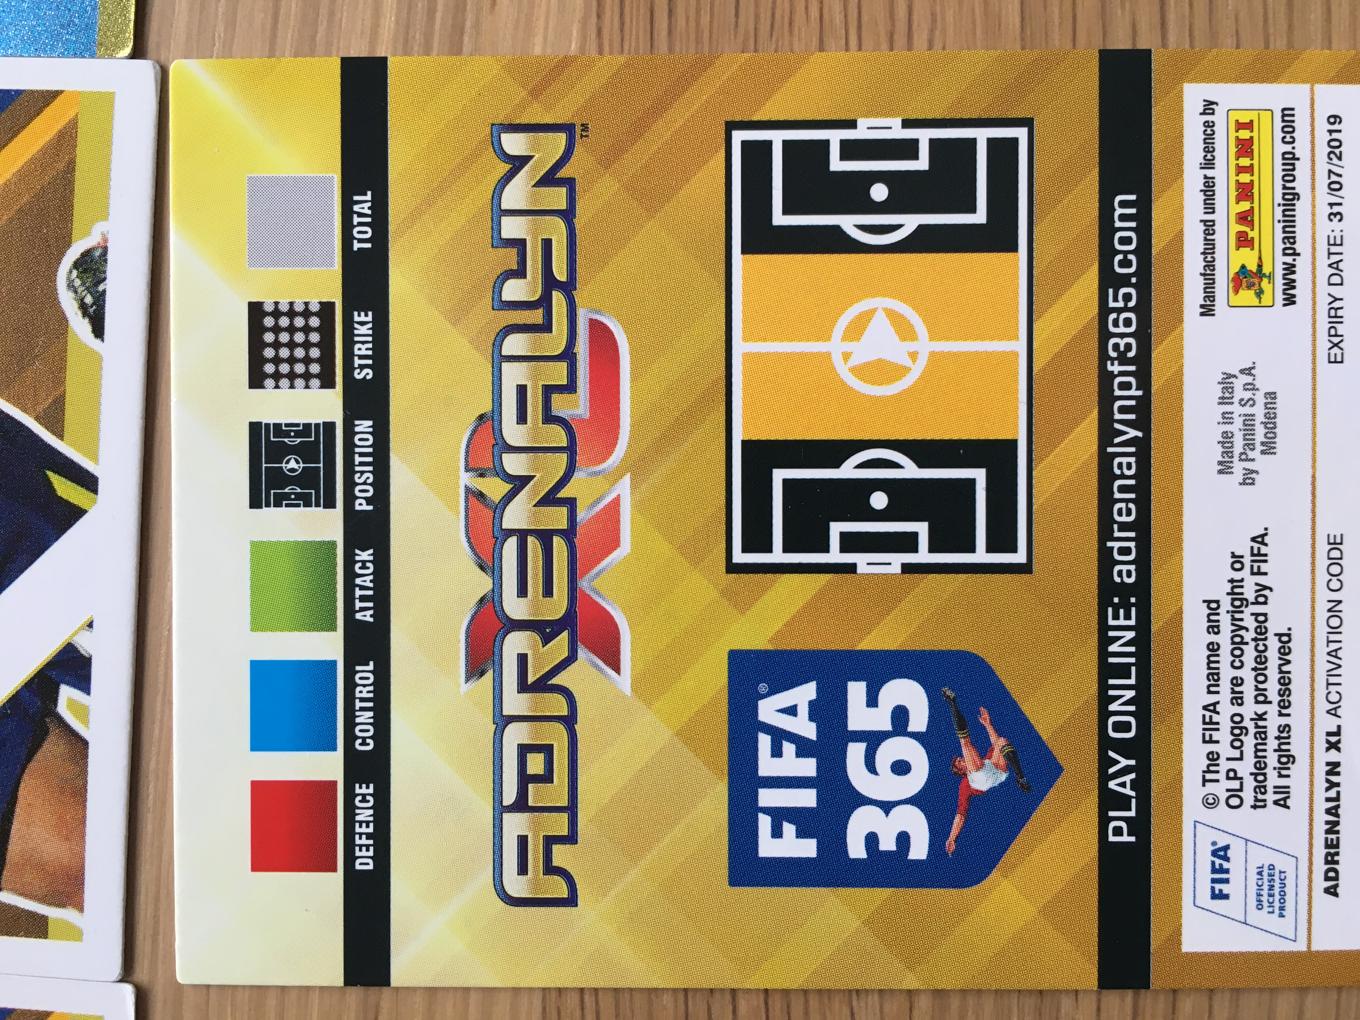 DEFENCE CONTROL ATTACK POSITION STRIKE TOTAL
ADRENALYN™
XL
FIFA®
365
PLAY ONLINE: adrenalynpf365.com
FIFA®
OFFICIAL
LICENSED
PRODUCT
© The FIFA name and
OLP Logo are copyright or
trademark protected by FIFA.
All rights reserved.
Made in Italy
by Panini S.p.A.
Modena
Manufactured under licence by
PANINI
www.paninigroup.com
ADRENALYN XL ACTIVATION CODE
EXPIRY DATE: 31/07/2019